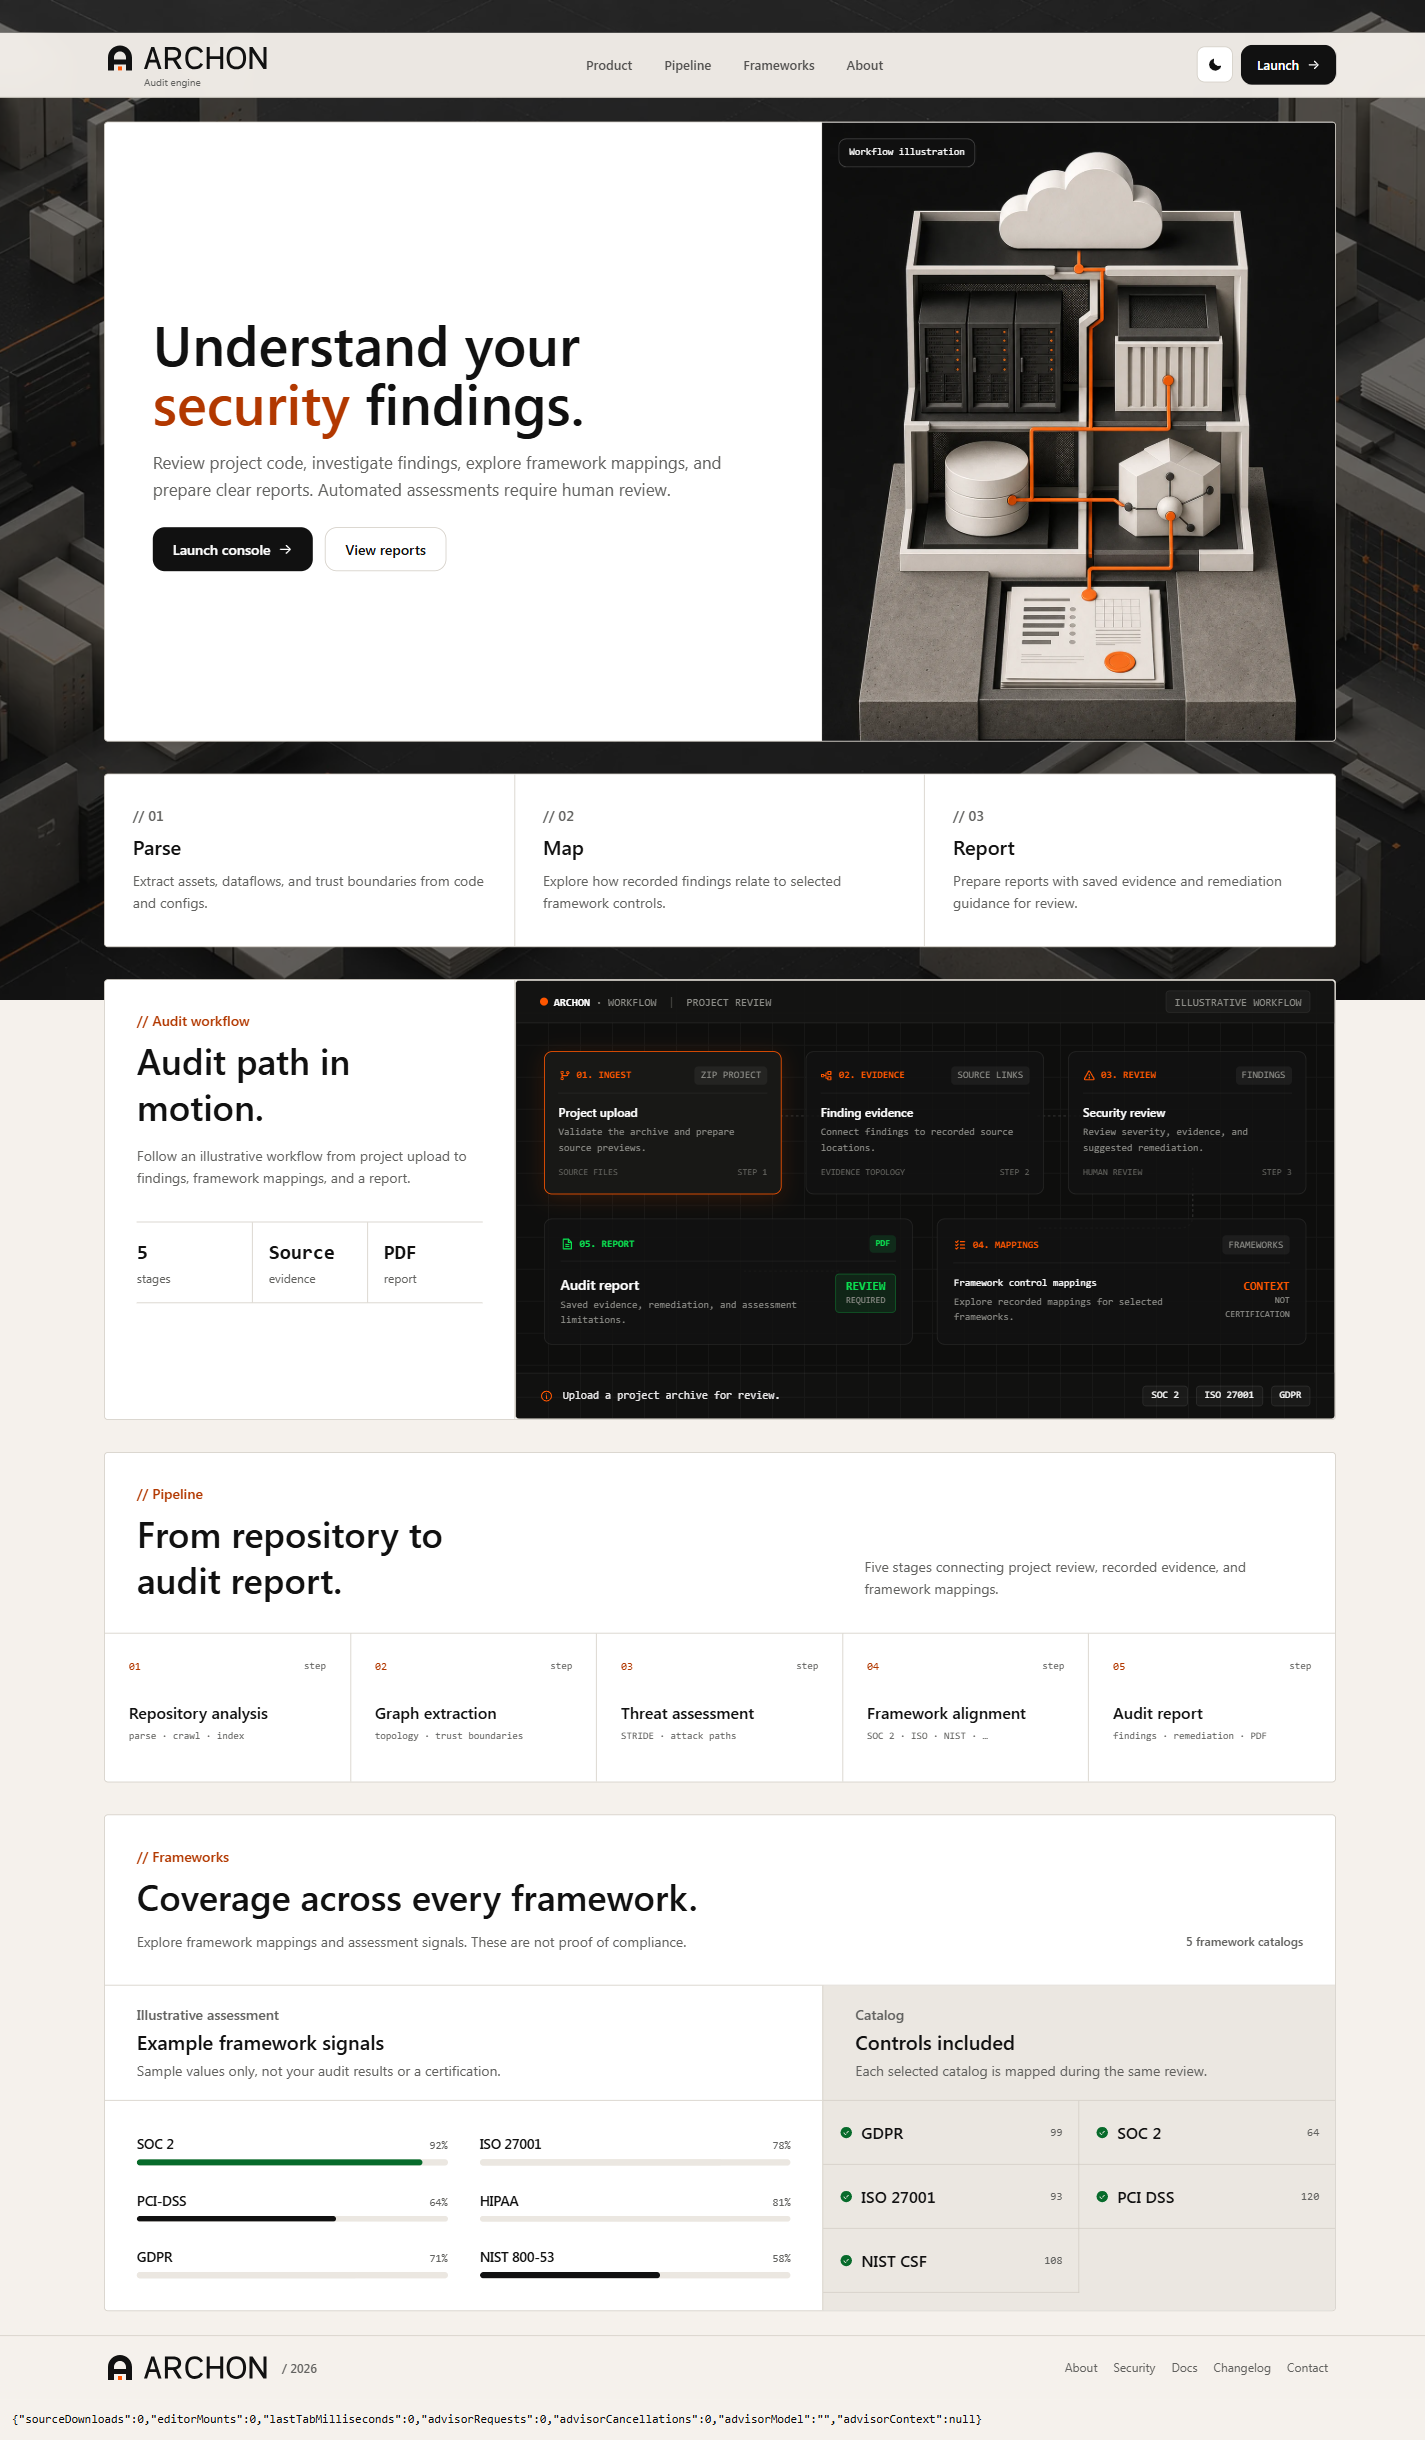 ARCHON
Audit engine
Product
Pipeline
Frameworks
About
Launch →
Workflow illustration
Understand your
security findings.
Review project code, investigate findings, explore framework mappings, and
prepare clear reports. Automated assessments require human review.
Launch console →
View reports
// 01
Parse
Extract assets, dataflows, and trust boundaries from code
and configs.
// 02
Map
Explore how recorded findings relate to selected
framework controls.
// 03
Report
Prepare reports with saved evidence and remediation
guidance for review.
// Audit workflow
Audit path in
motion.
Follow an illustrative workflow from project upload to
findings, framework mappings, and a report.
5
stages
Source
evidence
PDF
report
ARCHON · WORKFLOW | PROJECT REVIEW
ILLUSTRATIVE WORKFLOW
01. INGEST
ZIP PROJECT
Project upload
Validate the archive and prepare
source previews.
SOURCE FILES
STEP 1
02. EVIDENCE
SOURCE LINKS
Finding evidence
Connect findings to recorded source
locations.
EVIDENCE TOPOLOGY
STEP 2
03. REVIEW
FINDINGS
Security review
Review severity, evidence, and
suggested remediation.
HUMAN REVIEW
STEP 3
05. REPORT
PDF
Audit report
Saved evidence, remediation, and assessment
limitations.
REVIEW
REQUIRED
04. MAPPINGS
FRAMEWORKS
Framework control mappings
Explore recorded mappings for selected
frameworks.
CONTEXT
NOT
CERTIFICATION
Upload a project archive for review.
SOC 2
ISO 27001
GDPR
// Pipeline
From repository to
audit report.
Five stages connecting project review, recorded evidence, and
framework mappings.
01
step
Repository analysis
parse · crawl · index
02
step
Graph extraction
topology · trust boundaries
03
step
Threat assessment
STRIDE · attack paths
04
step
Framework alignment
SOC 2 · ISO · NIST · …
05
step
Audit report
findings · remediation · PDF
// Frameworks
Coverage across every framework.
Explore framework mappings and assessment signals. These are not proof of compliance.
5 framework catalogs
Illustrative assessment
Example framework signals
Sample values only, not your audit results or a certification.
SOC 2
92%
ISO 27001
78%
PCI-DSS
64%
HIPAA
81%
GDPR
71%
NIST 800-53
58%
Catalog
Controls included
Each selected catalog is mapped during the same review.
GDPR
99
SOC 2
64
ISO 27001
93
PCI DSS
120
NIST CSF
108
ARCHON
/ 2026
About
Security
Docs
Changelog
Contact
{"sourceDownloads":0,"editorMounts":0,"lastTabMilliseconds":0,"advisorRequests":0,"advisorCancellations":0,"advisorModel":"","advisorContext":null}